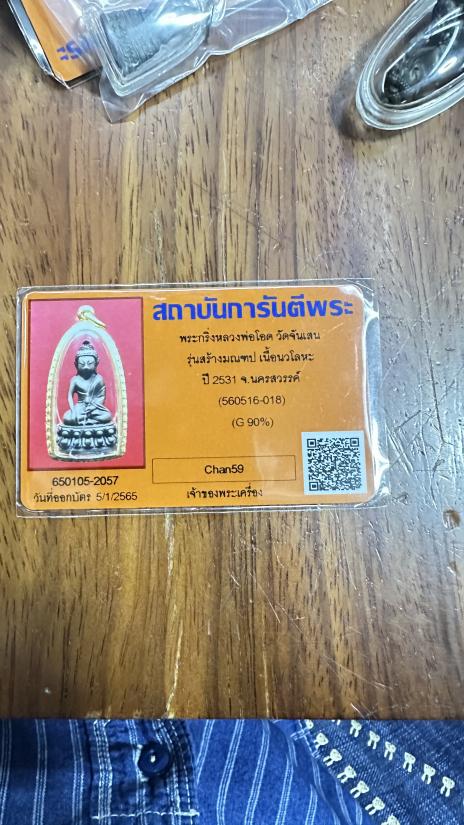 สถาบันการันตีพระ
พระกริ่งหลวงพ่อโอด วัดจันเสน
รุ่นสร้างมณฑป เนื้อนวโลหะ
ปี 2531 จ.นครสวรรค์
(560516-018)
(G 90%)
Chan59
เจ้าของพระเครื่อง
650105-2057
วันที่ออกบัตร 5/1/2565